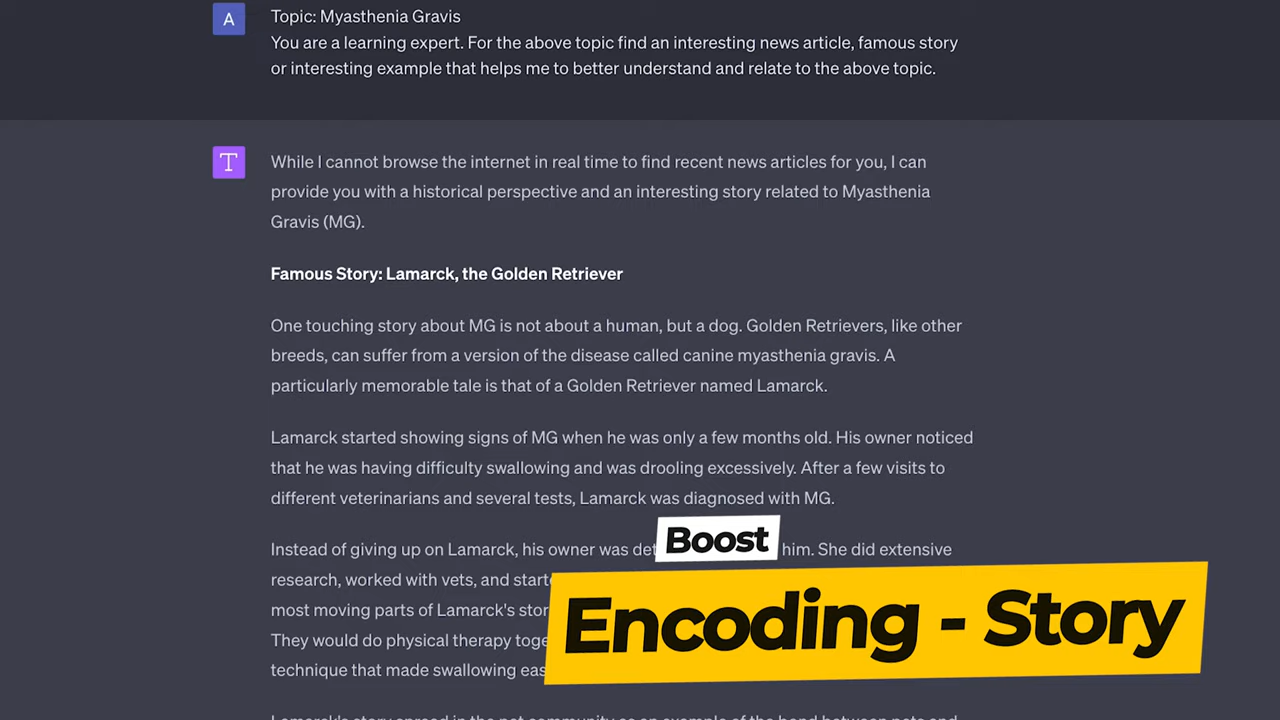 A
Topic: Myasthenia Gravis
You are a learning expert. For the above topic find an interesting news article, famous story
or interesting example that helps me to better understand and relate to the above topic.
T
While I cannot browse the internet in real time to find recent news articles for you, I can
provide you with a historical perspective and an interesting story related to Myasthenia
Gravis (MG).
Famous Story: Lamarck, the Golden Retriever
One touching story about MG is not about a human, but a dog. Golden Retrievers, like other
breeds, can suffer from a version of the disease called canine myasthenia gravis. A
particularly memorable tale is that of a Golden Retriever named Lamarck.
Lamarck started showing signs of MG when he was only a few months old. His owner noticed
that he was having difficulty swallowing and was drooling excessively. After a few visits to
different veterinarians and several tests, Lamarck was diagnosed with MG.
Instead of giving up on Lamarck, his owner was him. She did extensive
research, worked with vets, and
most moving parts of Lamarck's
They would do physical therapy
technique that made swallowing
Boost
Encoding - Story